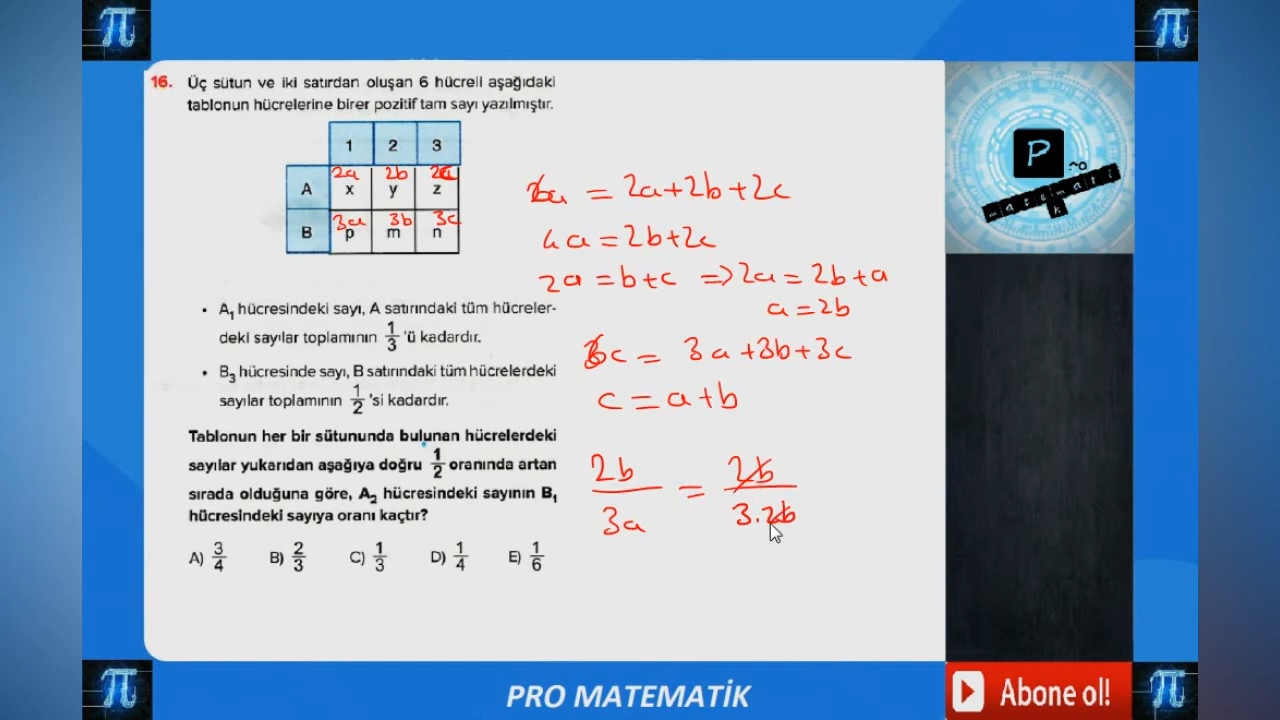 π
π
16. Üç sütun ve iki satırdan oluşan 6 hücreli aşağıdaki
tablonun hücrelerine birer pozitif tam sayı yazılmıştır.
1 2 3
2a 2b 2c
A x y z
3a 3b 3c
B p m n
• A₁ hücresindeki sayı, A satırındaki tüm hücreler-
deki sayılar toplamının 1/3 'ü kadardır.
• B₃ hücresinde sayı, B satırındaki tüm hücrelerdeki
sayılar toplamının 1/2 'si kadardır.
Tablonun her bir sütununda bulunan hücrelerdeki
sayılar yukarıdan aşağıya doğru 1/2 oranında artan
sırada olduğuna göre, A₂ hücresindeki sayının B₁
hücresindeki sayıya oranı kaçtır?
A) 3/4 B) 2/3 C) 1/3 D) 1/4 E) 1/6
6a = 2a+2b+2c
4a = 2b+2c
2a = b+c ⇒ 2a = 2b+a
a = 2b
6c = 3a+3b+3c
c = a+b
2b/3a = 2b/3.2b
P
ro
matematik
π
PRO MATEMATİK
Abone ol!
π